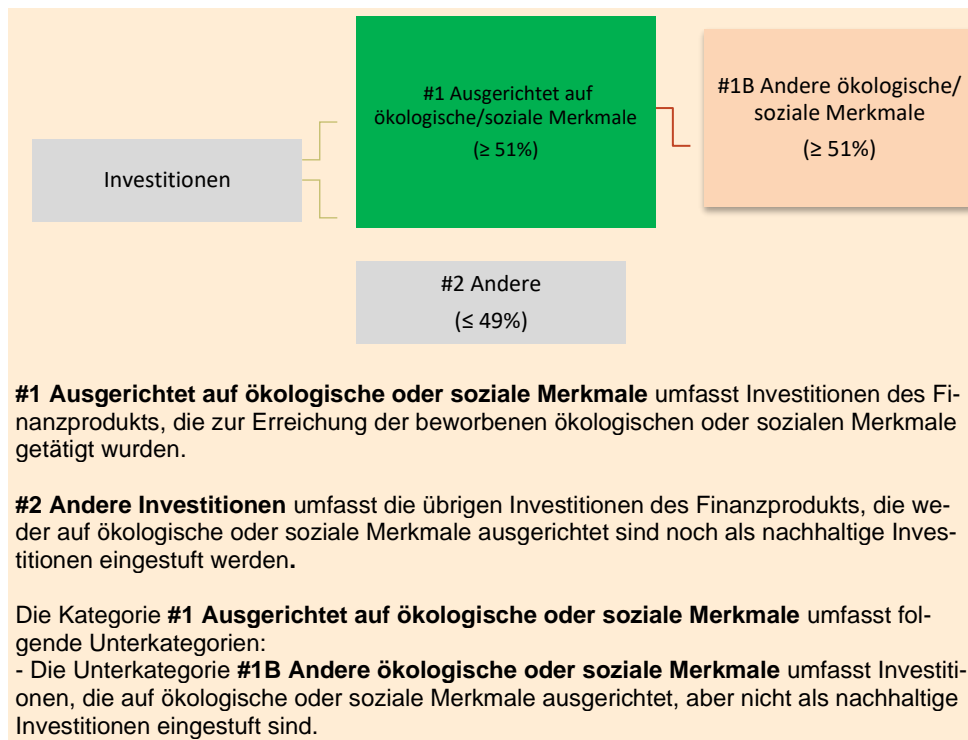 #1 Ausgerichtet auf
ökologische/soziale Merkmale
(≥ 51%)
#1B Andere ökologische/
soziale Merkmale
(≥ 51%)
Investitionen
#2 Andere
(≤ 49%)
#1 Ausgerichtet auf ökologische oder soziale Merkmale umfasst Investitionen des Fi-
nanzprodukts, die zur Erreichung der beworbenen ökologischen oder sozialen Merkmale
getätigt wurden.
#2 Andere Investitionen umfasst die übrigen Investitionen des Finanzprodukts, die we-
der auf ökologische oder soziale Merkmale ausgerichtet sind noch als nachhaltige Inves-
titionen eingestuft werden.
Die Kategorie #1 Ausgerichtet auf ökologische oder soziale Merkmale umfasst fol-
gende Unterkategorien:
- Die Unterkategorie #1B Andere ökologische oder soziale Merkmale umfasst Investiti-
onen, die auf ökologische oder soziale Merkmale ausgerichtet, aber nicht als nachhaltige
Investitionen eingestuft sind.